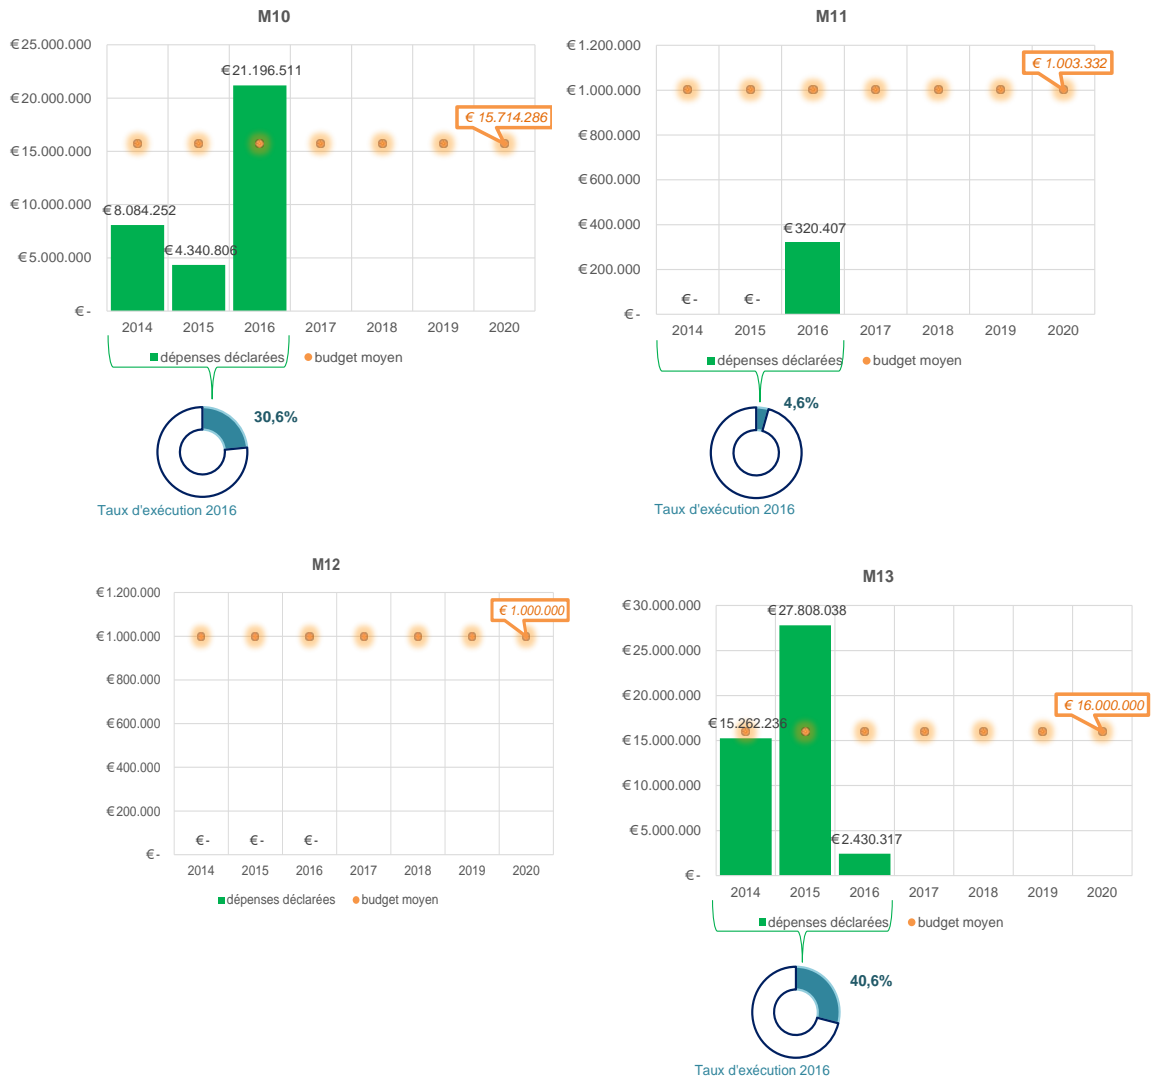 M10
€ 25.000.000
€ 20.000.000
€ 15.000.000
€ 10.000.000
€ 5.000.000
€ -
€ 8.084.252
€ 4.340.806
€ 21.196.511
€ 15.714.286
2014 2015 2016 2017 2018 2019 2020
dépenses déclarées budget moyen
30,6%
Taux d'exécution 2016
M11
€ 1.200.000
€ 1.000.000
€ 800.000
€ 600.000
€ 400.000
€ 200.000
€ -
€ - € - € 320.407
€ 1.003.332
2014 2015 2016 2017 2018 2019 2020
dépenses déclarées budget moyen
4,6%
Taux d'exécution 2016
M12
€ 1.200.000
€ 1.000.000
€ 800.000
€ 600.000
€ 400.000
€ 200.000
€ -
€ - € - € -
€ 1.000.000
2014 2015 2016 2017 2018 2019 2020
dépenses déclarées budget moyen
M13
€ 30.000.000
€ 25.000.000
€ 20.000.000
€ 15.000.000
€ 10.000.000
€ 5.000.000
€ -
€ 15.262.236
€ 27.808.038
€ 2.430.317
€ 16.000.000
2014 2015 2016 2017 2018 2019 2020
dépenses déclarées budget moyen
40,6%
Taux d'exécution 2016